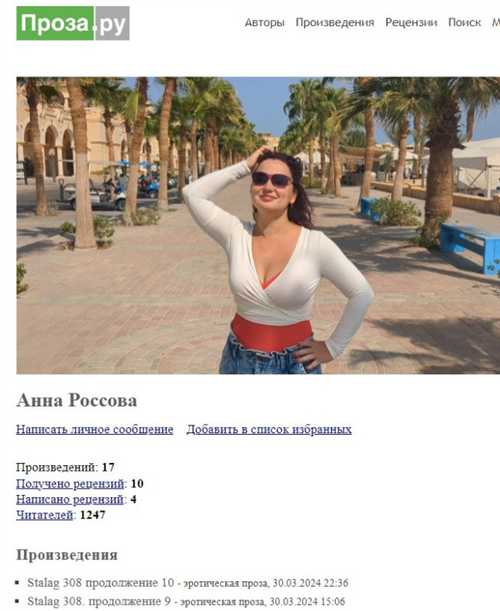 Проза.ру
Авторы Произведения Рецензии Поиск
Анна Россова
Написать личное сообщение Добавить в список избранных
Произведений: 17
Получено рецензий: 10
Написано рецензий: 4
Читателей: 1247
Произведения
Stalag 308 продолжение 10 - эротическая проза, 30.03.2024 22:36
Stalag 308. продолжение 9 - эротическая проза, 30.03.2024 15:06